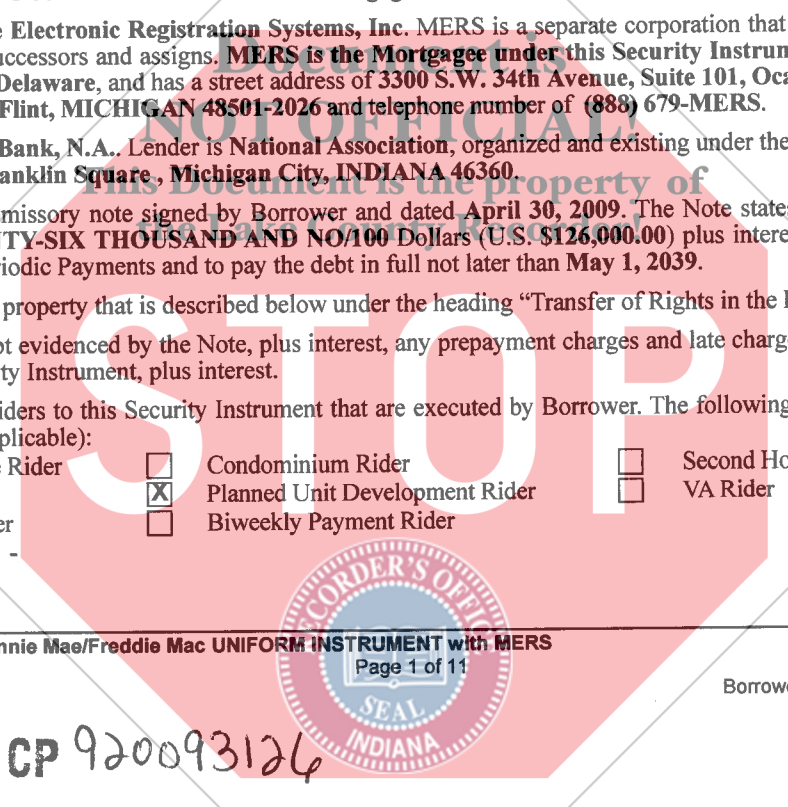 e Electronic Registration Systems, Inc. MERS is a separate corporation that
uccessors and assigns. MERS is the Mortgagee under this Security Instrum
Delaware, and has a street address of 3300 S.W. 34th Avenue, Suite 101, Oca
Flint, MICHIGAN 48501-2026 and telephone number of (888) 679-MERS.
Document is
NOT OFFICIAL!
Bank, N.A.. Lender is National Association, organized and existing under the
anklin Square , Michigan City, INDIANA 46360.
This Document is the property of
the Lake County Recorder!
missory note signed by Borrower and dated April 30, 2009. The Note state
TY-SIX THOUSAND AND NO/100 Dollars (U.S. $126,000.00) plus intere
riodic Payments and to pay the debt in full not later than May 1, 2039.
property that is described below under the heading “Transfer of Rights in the
ot evidenced by the Note, plus interest, any prepayment charges and late charg
ty Instrument, plus interest.
STOP
iders to this Security Instrument that are executed by Borrower. The following
plicable):
Rider Condominium Rider Second Ho
X Planned Unit Development Rider VA Rider
er Biweekly Payment Rider
-
nnie Mae/Freddie Mac UNIFORM INSTRUMENT with MERS
Page 1 of 11
Borrowe
RECORDER'S OFFIC
SEAL
INDIANA
CP 920093126